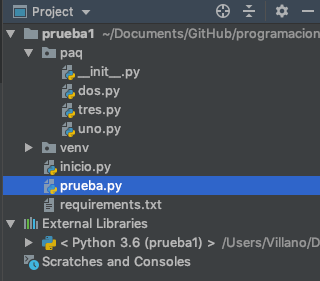 Project
prueba1 ~/Documents/GitHub/programacion
paq
__init__.py
dos.py
tres.py
uno.py
venv
inicio.py
prueba.py
requirements.txt
External Libraries
< Python 3.6 (prueba1) > /Users/Villano/D
Scratches and Consoles